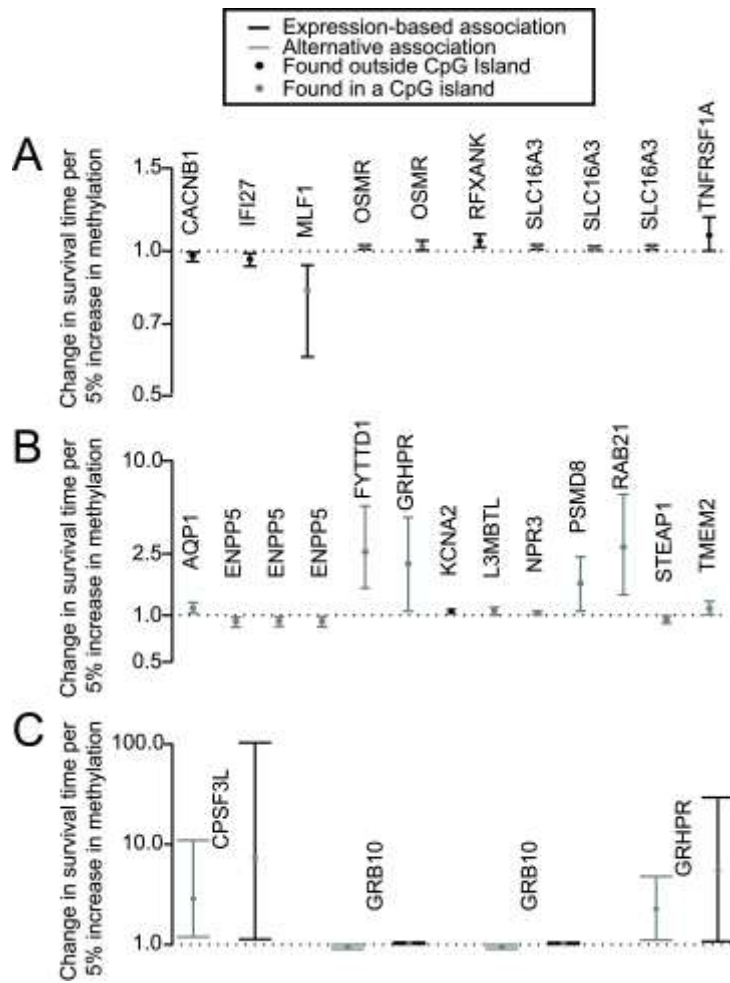 Expression-based association
Alternative association
Found outside CpG Island
Found in a CpG island
A
Change in survival time per
5% increase in methylation
1.5
1.0
0.7
0.5
CACNB1
IFI27
MLF1
OSMR
OSMR
RFXANK
SLC16A3
SLC16A3
SLC16A3
TNFRSF1A
B
Change in survival time per
5% increase in methylation
10.0
2.5
1.0
0.5
AQP1
ENPP5
ENPP5
ENPP5
FYTTD1
GRHPR
KCNA2
L3MBTL
NPR3
PSMD8
RAB21
STEAP1
TMEM2
C
Change in survival time per
5% increase in methylation
100.0
10.0
1.0
CPSF3L
GRB10
GRB10
GRHPR